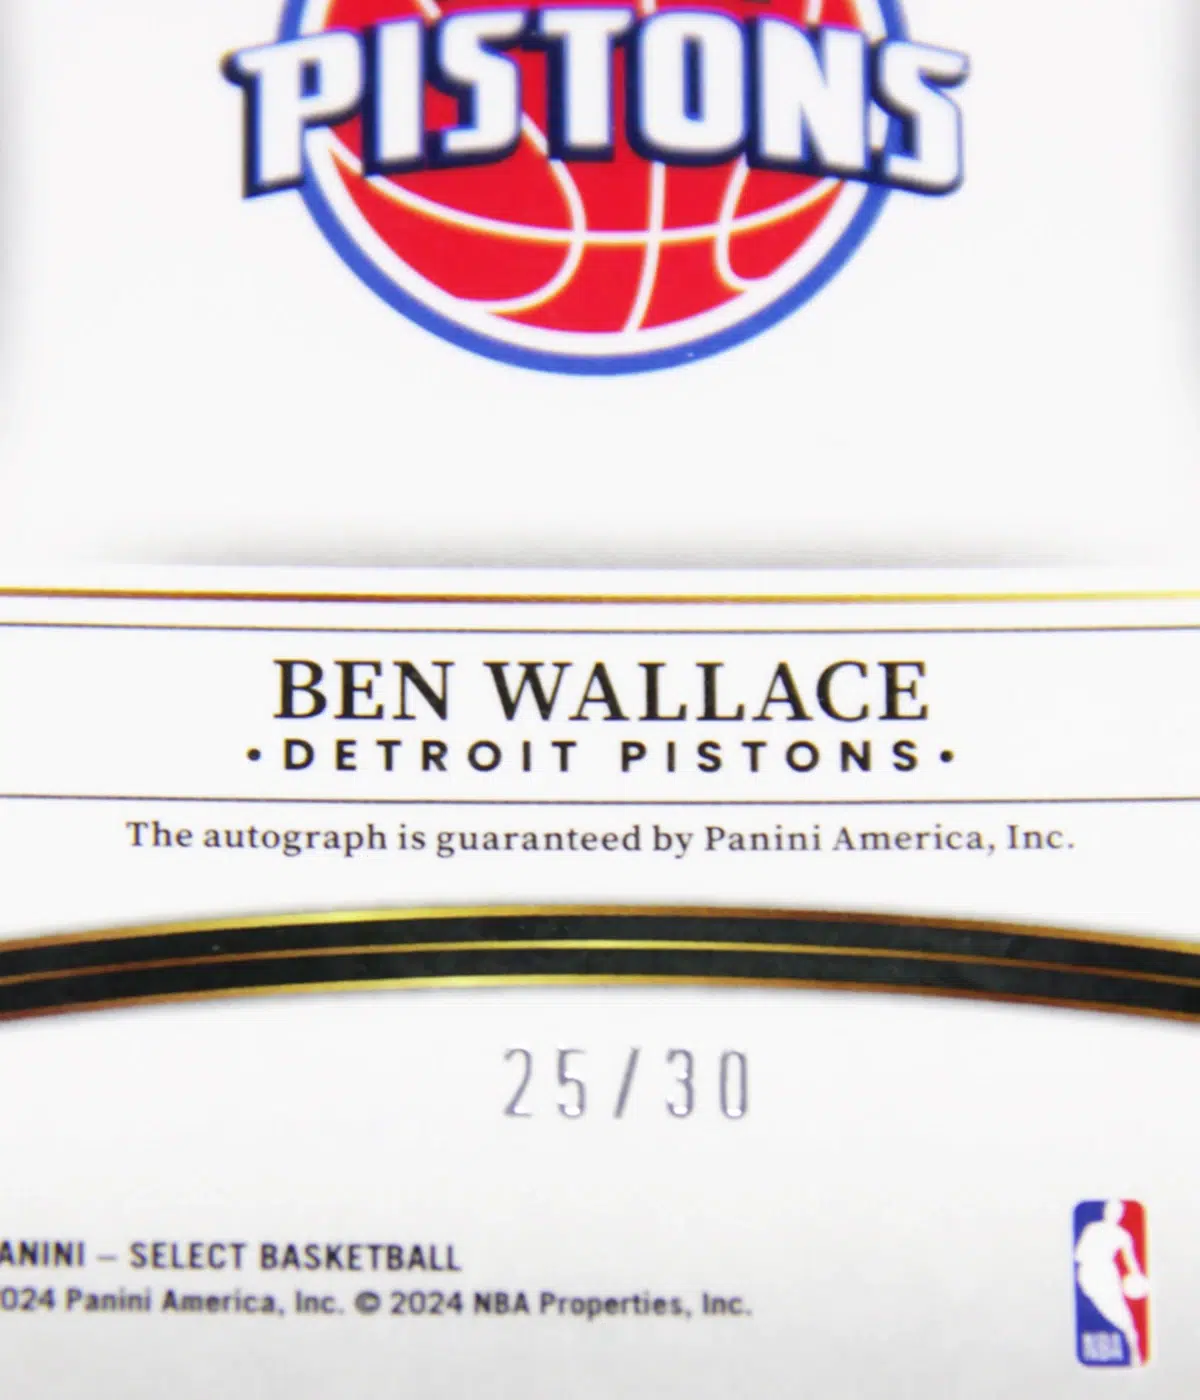 PISTONS
BEN WALLACE
•DETROIT PISTONS•
The autograph is guaranteed by Panini America, Inc.
25/30
ANINI – SELECT BASKETBALL
024 Panini America, Inc. © 2024 NBA Properties, Inc.
NBA